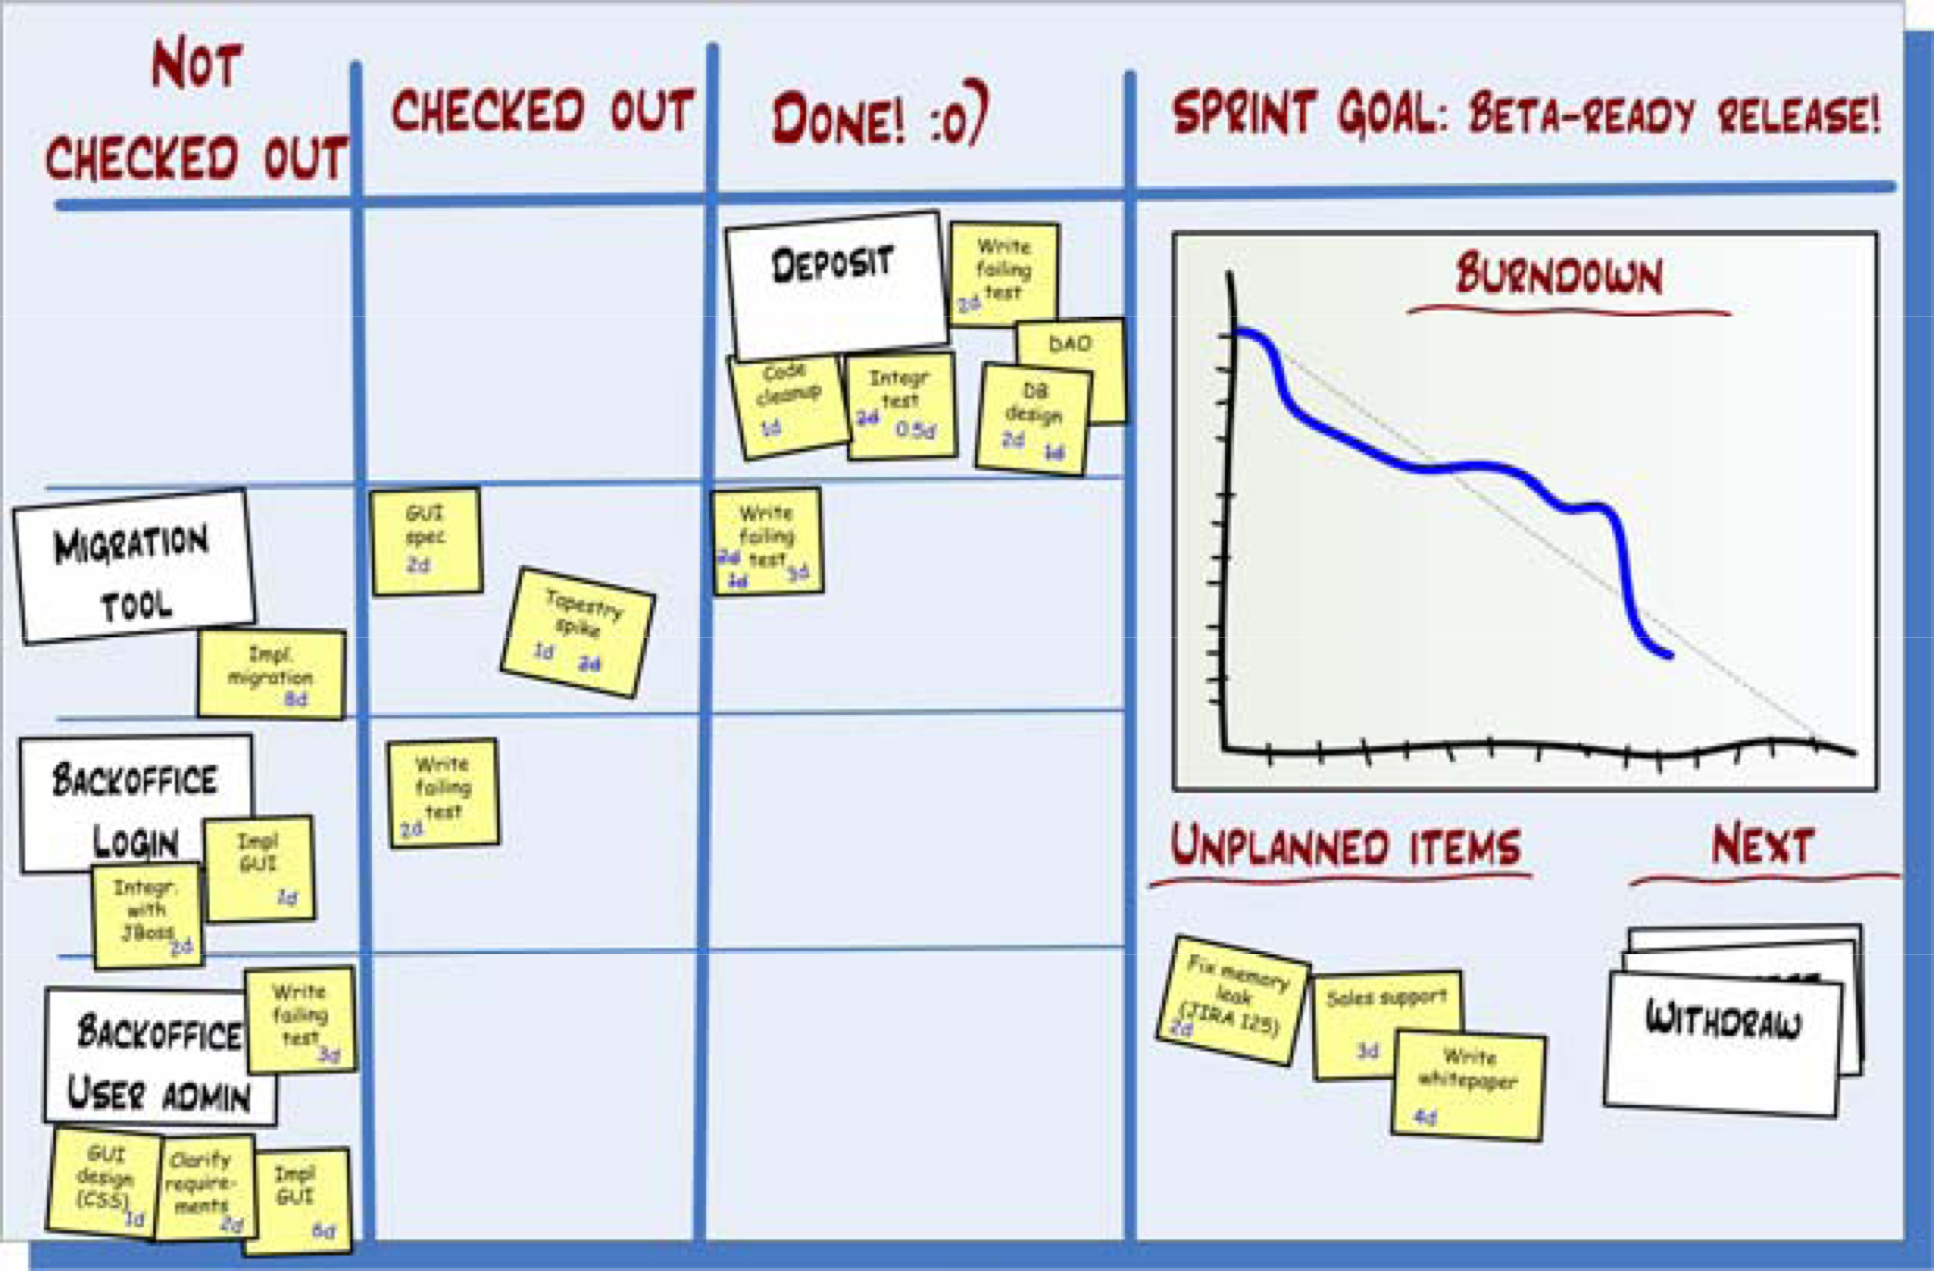 NOT
CHECKED OUT
CHECKED OUT
DONE! :o)
SPRINT GOAL: BETA-READY RELEASE!
DEPOSIT
Write
failing
test
2d
DAO
Code
cleanup
1d
Integr
test
2d
0.5d
DB
design
2d
1d
MIGRATION
TOOL
Impl.
migration
8d
GUI
spec
2d
Tapestry
spike
1d
2d
Write
failing
test
2d
1d
3d
BACKOFFICE
LOGIN
Impl
GUI
1d
Integr.
with
JBoss
2d
Write
failing
test
2d
BACKOFFICE
USER ADMIN
Write
failing
test
3d
GUI
design
(CSS)
1d
Clarify
require-
ments
2d
Impl
GUI
6d
BURNDOWN
UNPLANNED ITEMS
Fix memory
leak
(JIRA 125)
2d
Sales support
3d
Write
whitepaper
4d
NEXT
WITHDRAW